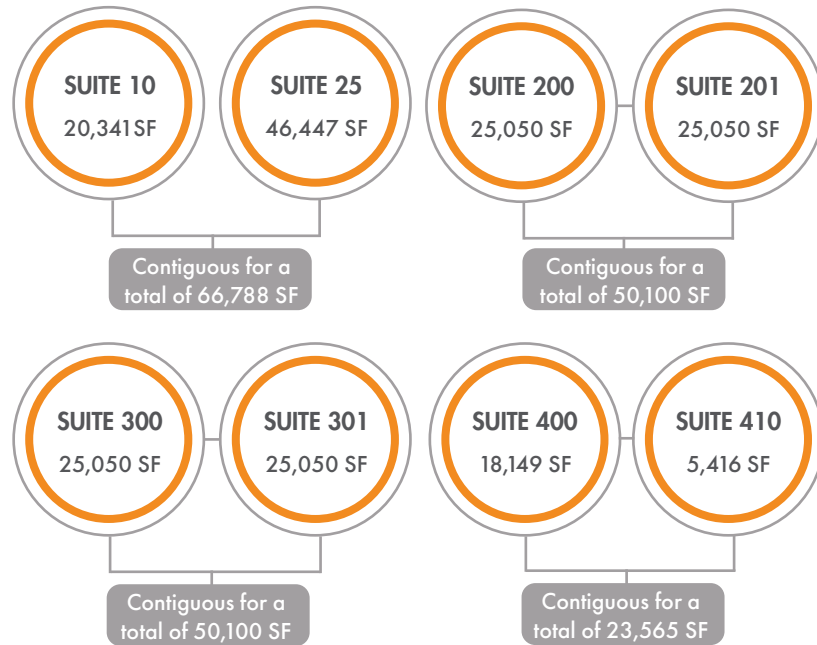 SUITE 10
20,341 SF
SUITE 25
46,447 SF
Contiguous for a
total of 66,788 SF
SUITE 200
25,050 SF
SUITE 201
25,050 SF
Contiguous for a
total of 50,100 SF
SUITE 300
25,050 SF
SUITE 301
25,050 SF
Contiguous for a
total of 50,100 SF
SUITE 400
18,149 SF
SUITE 410
5,416 SF
Contiguous for a
total of 23,565 SF